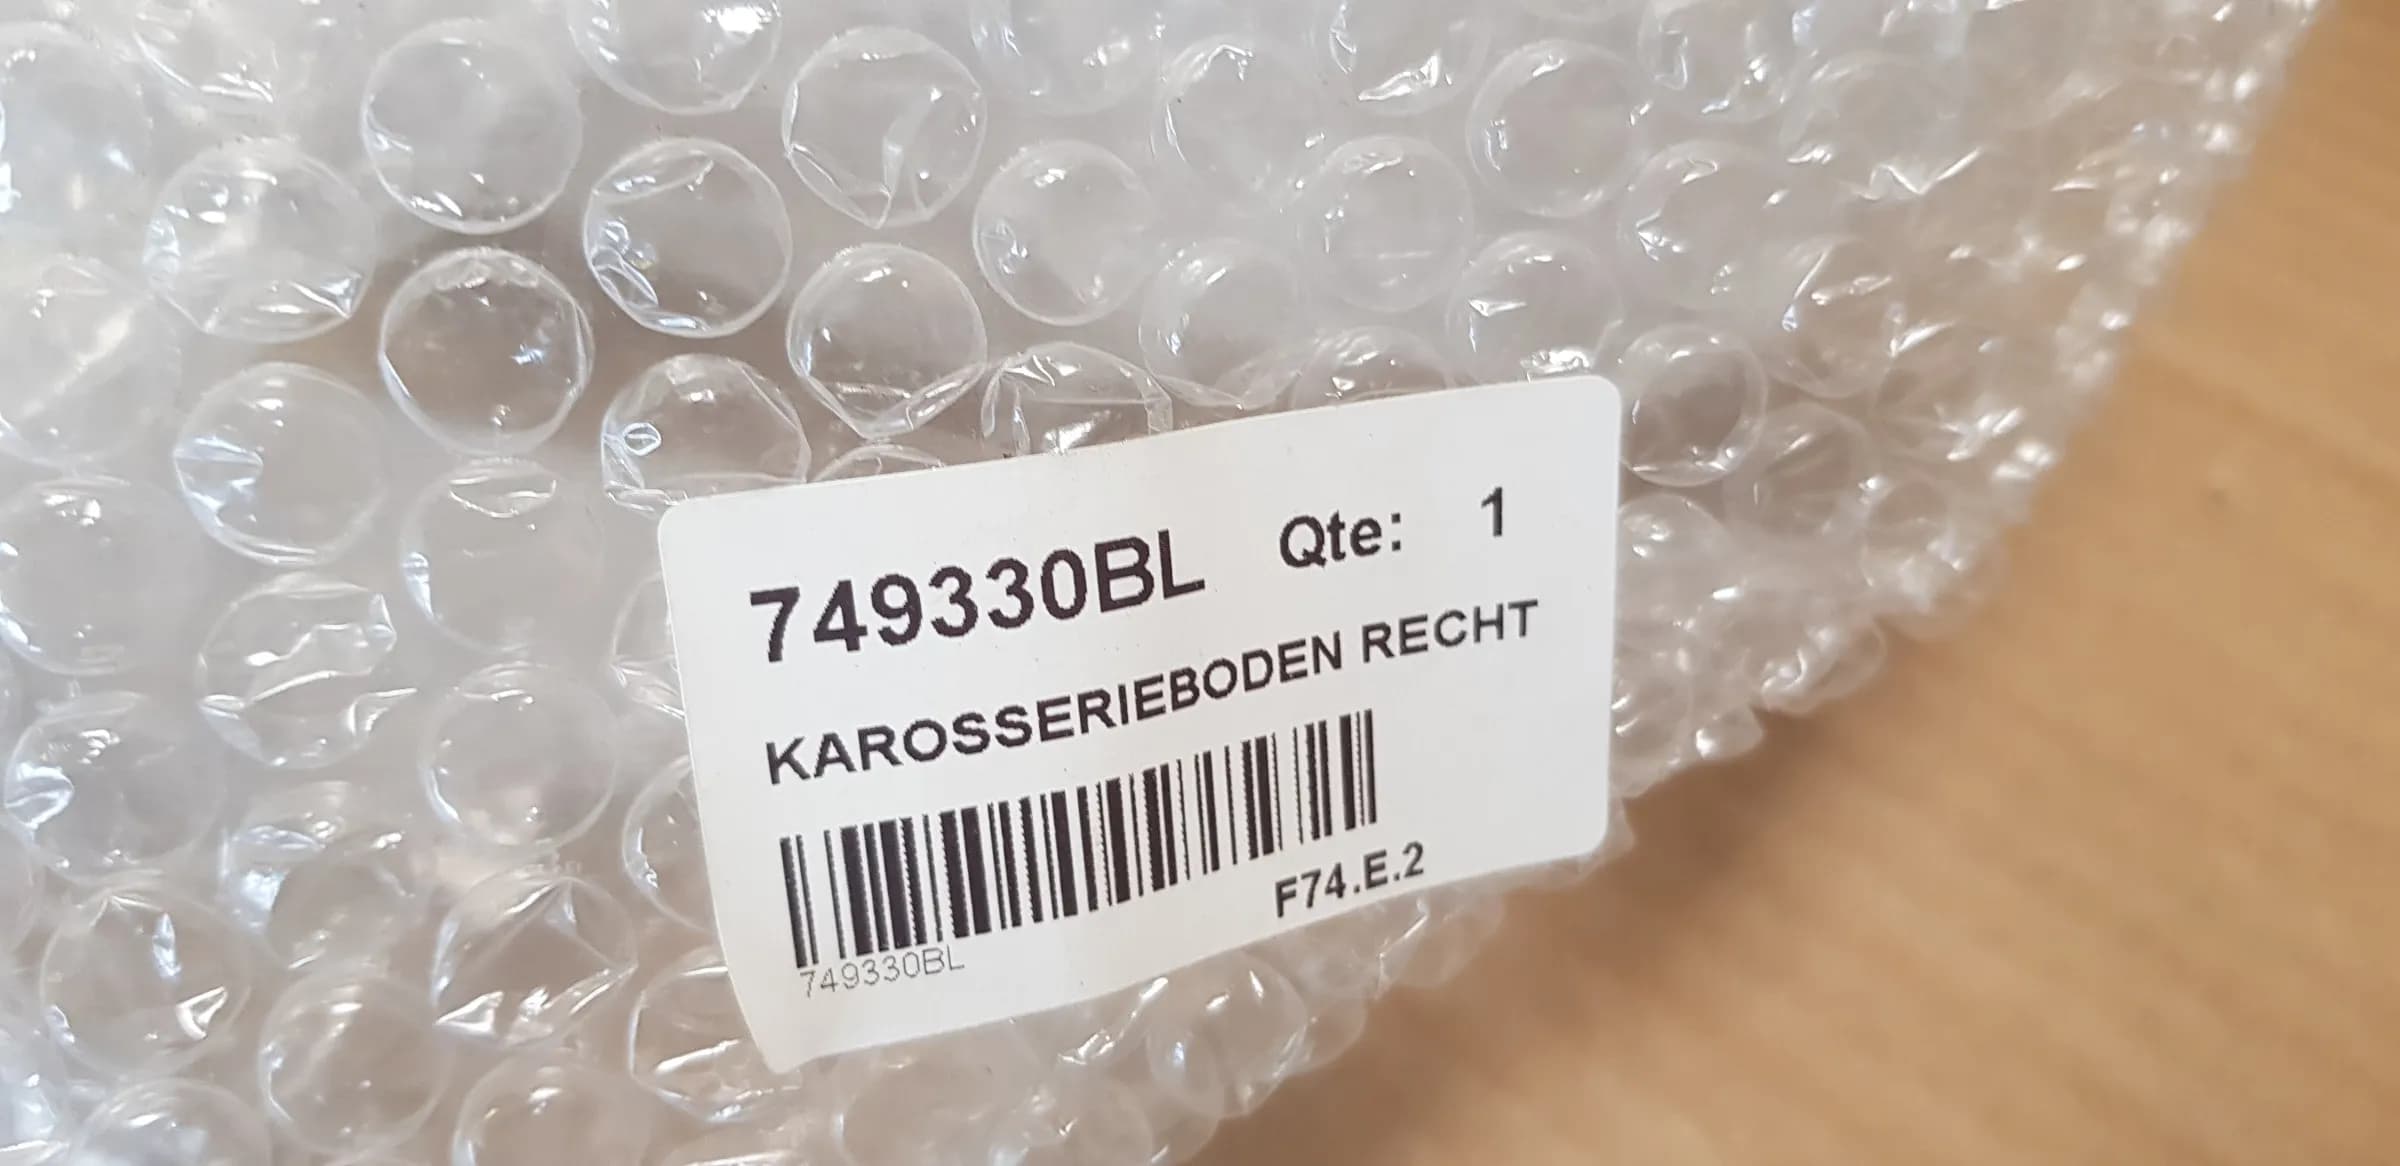 749330BL Qte: 1
KAROSSERIEBODEN RECHT
749330BL
F74.E.2